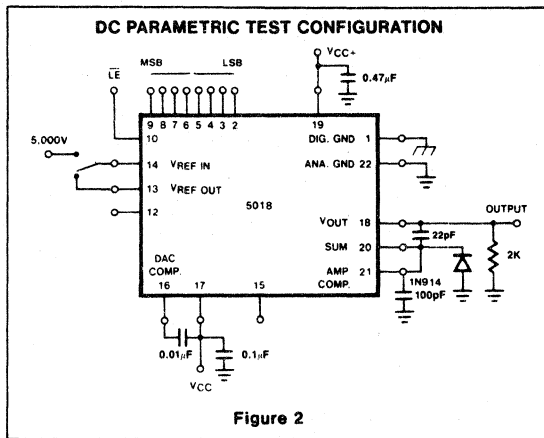 DC PARAMETRIC TEST CONFIGURATION
VCC+
0.47µF
LE
MSB LSB
9 8 7 6 5 4 3 2
19
10
DIG. GND 1
5.000V
14 VREF IN
ANA. GND 22
13 VREF OUT
12
5018
VOUT 18
OUTPUT
22pF
SUM 20
2K
DAC COMP.
AMP COMP. 21
1N914
100pF
16 17 15
0.01µF
0.1µF
VCC
Figure 2